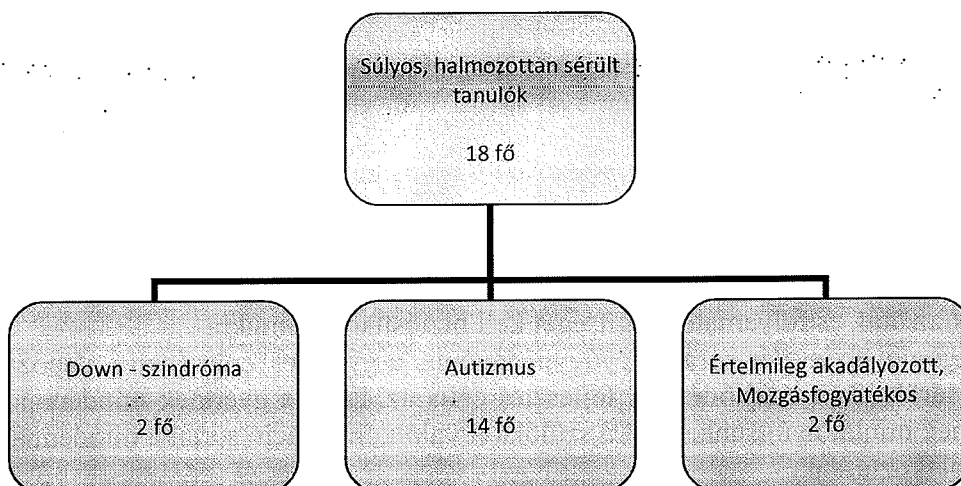 Súlyos, halmozottan sérült
tanulók
18 fő
Down - szindróma
2 fő
Autizmus
14 fő
Értelmileg akadályozott,
Mozgásfogyatékos
2 fő